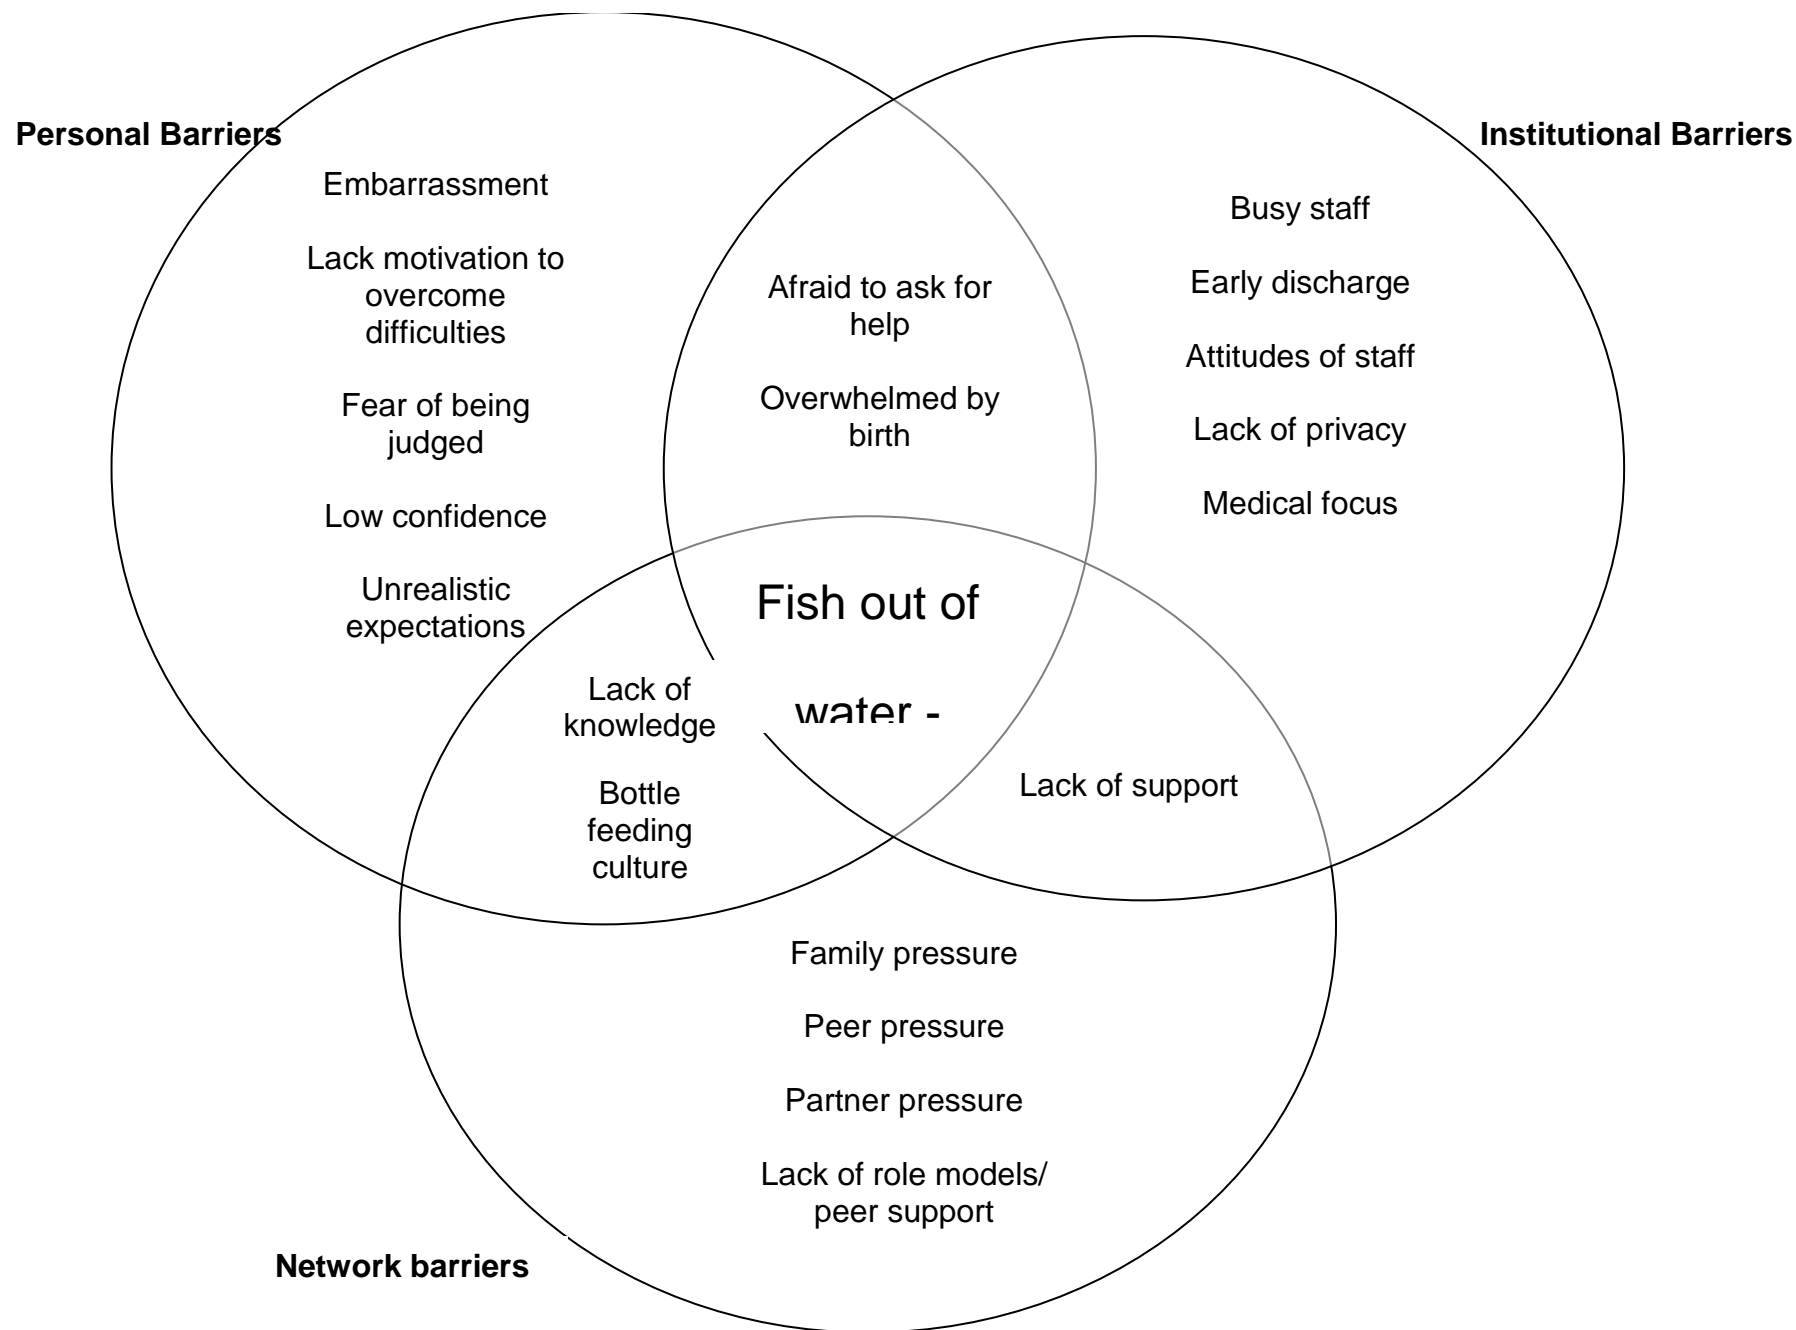 Personal Barriers
Institutional Barriers
Embarrassment
Lack motivation to
overcome
difficulties
Fear of being
judged
Low confidence
Unrealistic
expectations
Afraid to ask for
help
Overwhelmed by
birth
Busy staff
Early discharge
Attitudes of staff
Lack of privacy
Medical focus
Fish out of
water -
Lack of
knowledge
Bottle
feeding
culture
Lack of support
Family pressure
Peer pressure
Partner pressure
Lack of role models/
peer support
Network barriers